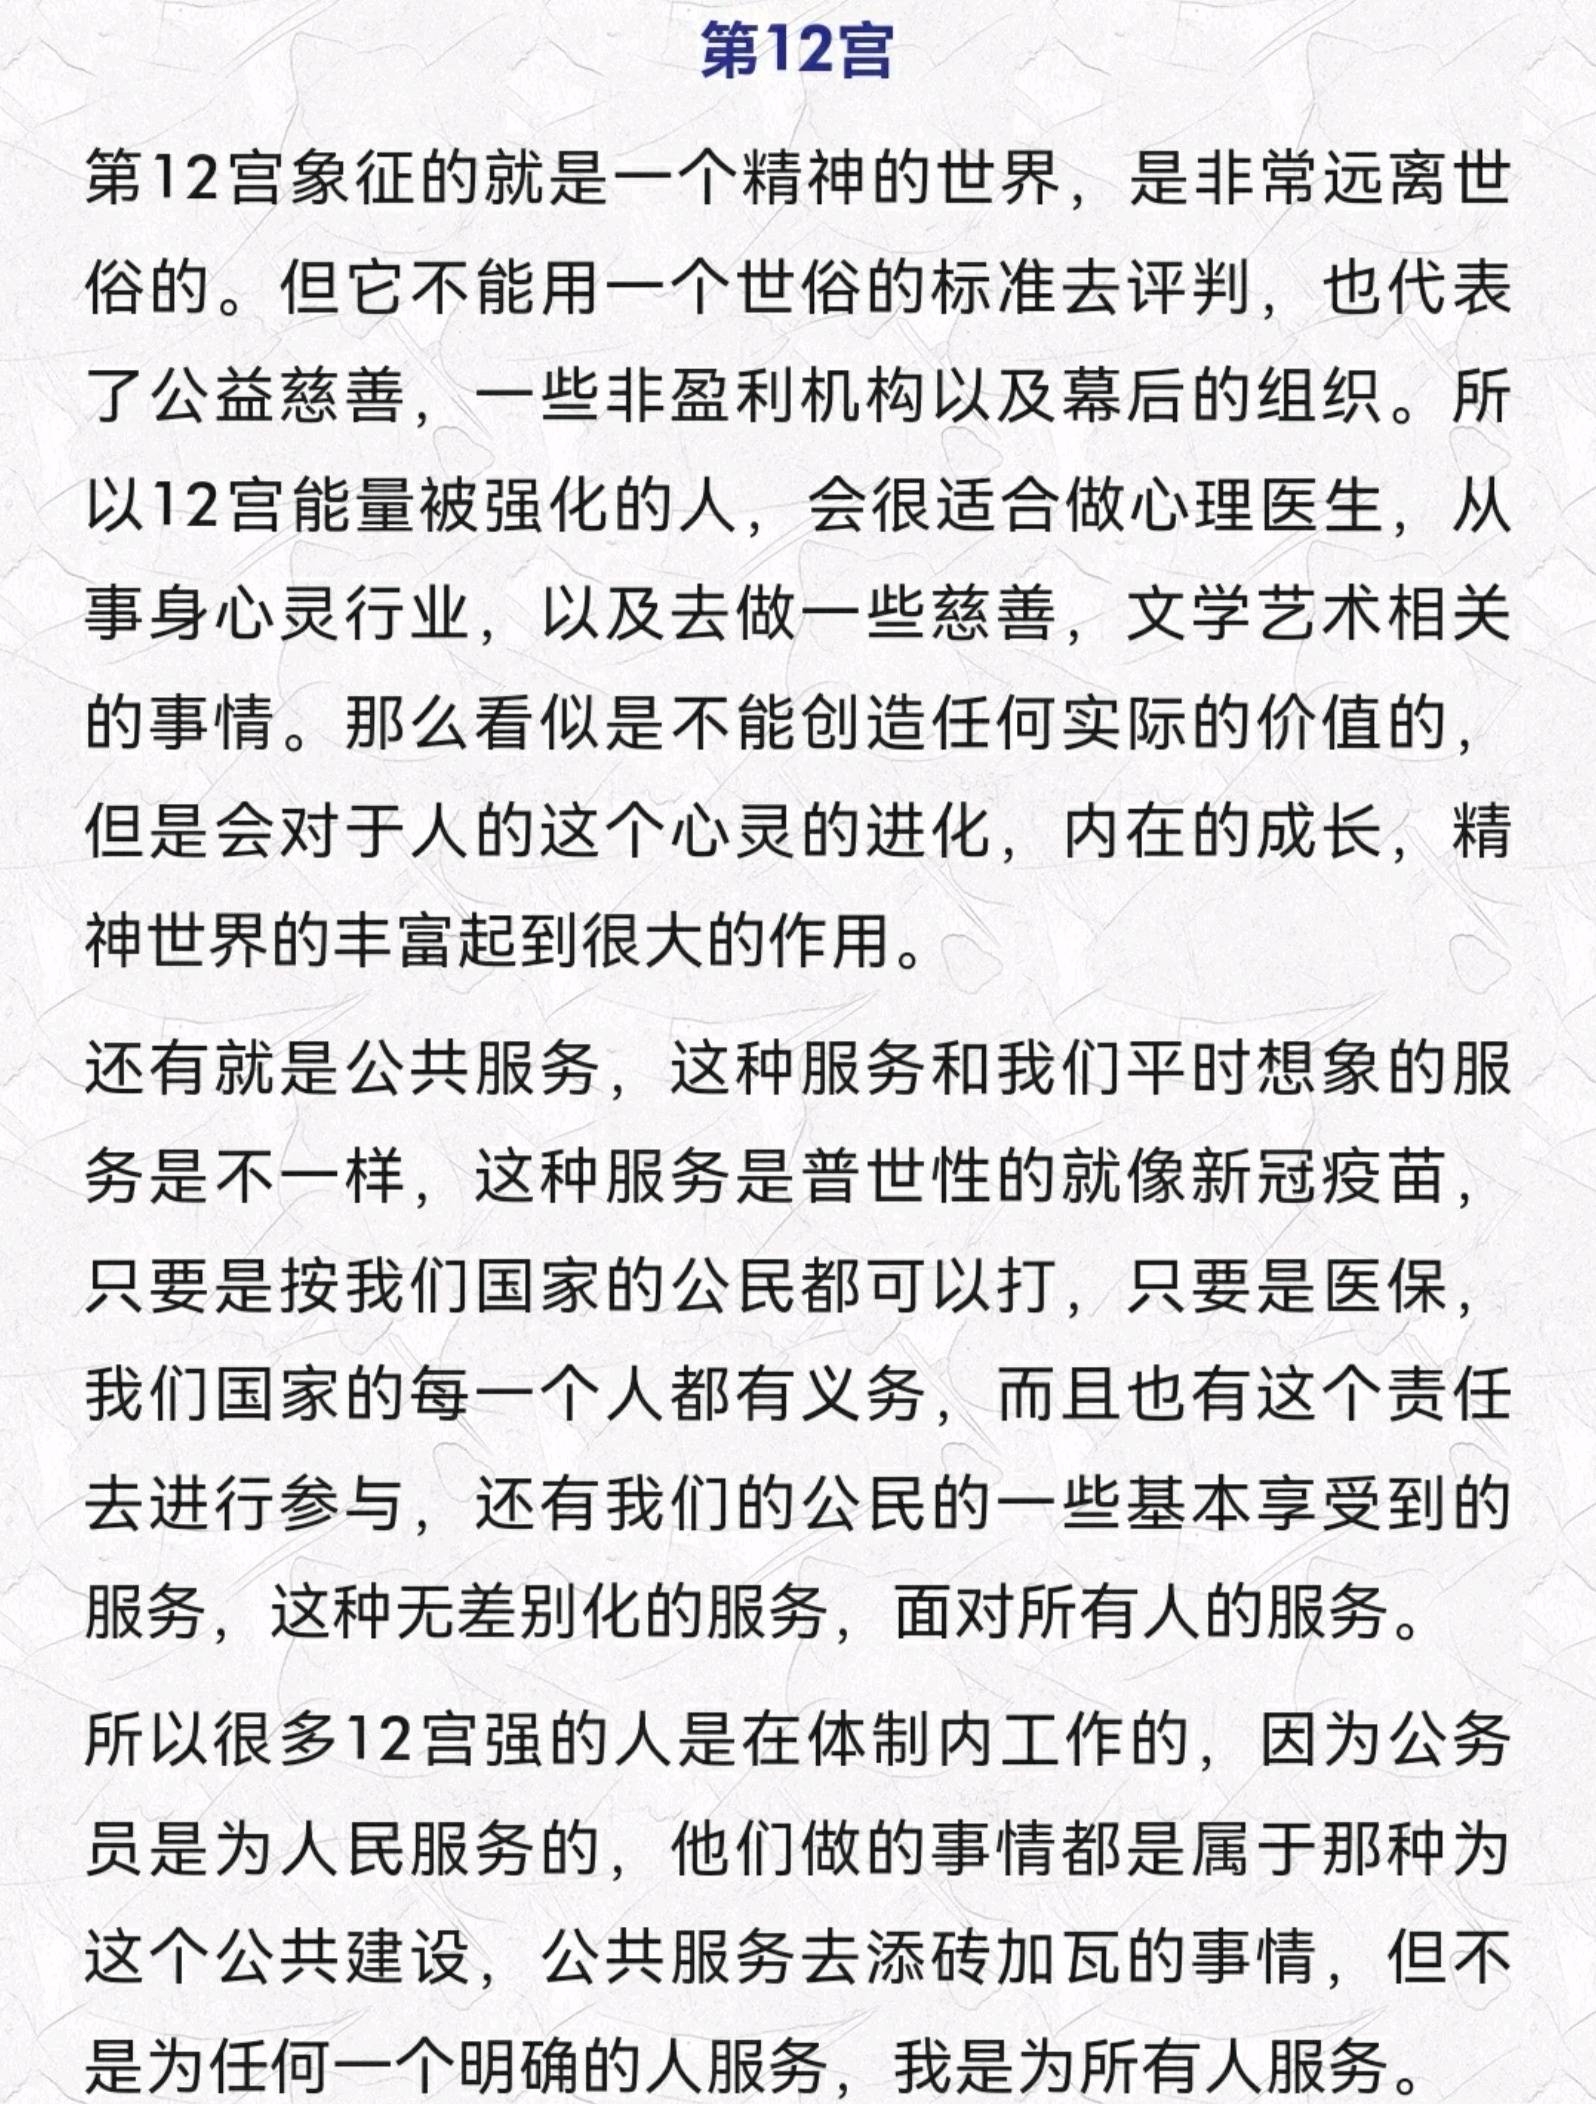 第12宫
第12宫象征的就是一个精神的世界，是非常远离世
俗的。但它不能用一个世俗的标准去评判，也代表
了公益慈善，一些非盈利机构以及幕后的组织。所
以12宫能量被强化的人，会很适合做心理医生，从
事身心灵行业，以及去做一些慈善，文学艺术相关
的事情。那么看似是不能创造任何实际的价值的，
但是会对于人的这个心灵的进化，内在的成长，精
神世界的丰富起到很大的作用。
还有就是公共服务，这种服务和我们平时想象的服
务是不一样，这种服务是普世性的就像新冠疫苗，
只要是按我们国家的公民都可以打，只要是医保，
我们国家的每一个人都有义务，而且也有这个责任
去进行参与，还有我们的公民的一些基本享受到的
服务，这种无差别化的服务，面对所有人的服务。
所以很多12宫强的人是在体制内工作的，因为公务
员是为人民服务的，他们做的事情都是属于那种为
这个公共建设，公共服务去添砖加瓦的事情，但不
是为任何一个明确的人服务，我是为所有人服务。